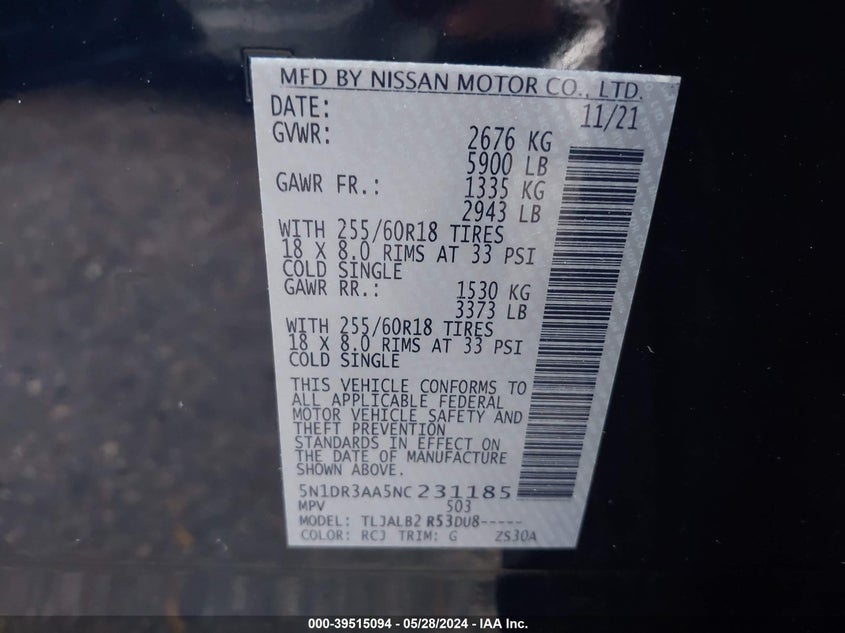 MFD BY NISSAN MOTOR CO., LTD.
DATE: 11/21
GVWR: 2676 KG
5900 LB
GAWR FR.: 1335 KG
2943 LB
WITH 255/60R18 TIRES
18 X 8.0 RIMS AT 33 PSI
COLD SINGLE
GAWR RR.: 1530 KG
3373 LB
WITH 255/60R18 TIRES
18 X 8.0 RIMS AT 33 PSI
COLD SINGLE
THIS VEHICLE CONFORMS TO
ALL APPLICABLE FEDERAL
MOTOR VEHICLE SAFETY AND
THEFT PREVENTION
STANDARDS IN EFFECT ON
THE DATE OF MANUFACTURE
SHOWN ABOVE.
5N1DR3AA5NC231185
MPV 503
MODEL: TLJALB2 R53DU8-----
COLOR: RCJ TRIM: G ZS30A
000-39515094 - 05/28/2024 - IAA Inc.